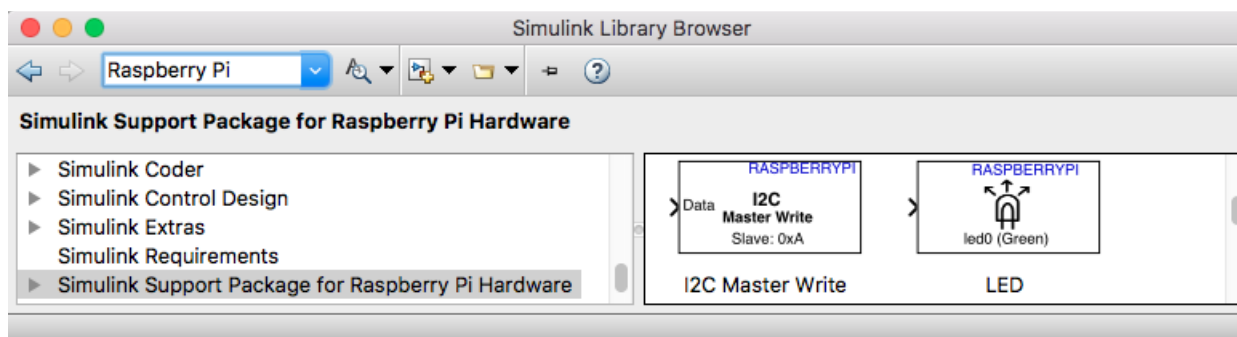 Simulink Library Browser
Raspberry Pi
Simulink Support Package for Raspberry Pi Hardware
Simulink Coder
Simulink Control Design
Simulink Extras
Simulink Requirements
Simulink Support Package for Raspberry Pi Hardware
RASPBERRYPI
Data
I2C
Master Write
Slave: 0xA
I2C Master Write
RASPBERRYPI
led0 (Green)
LED